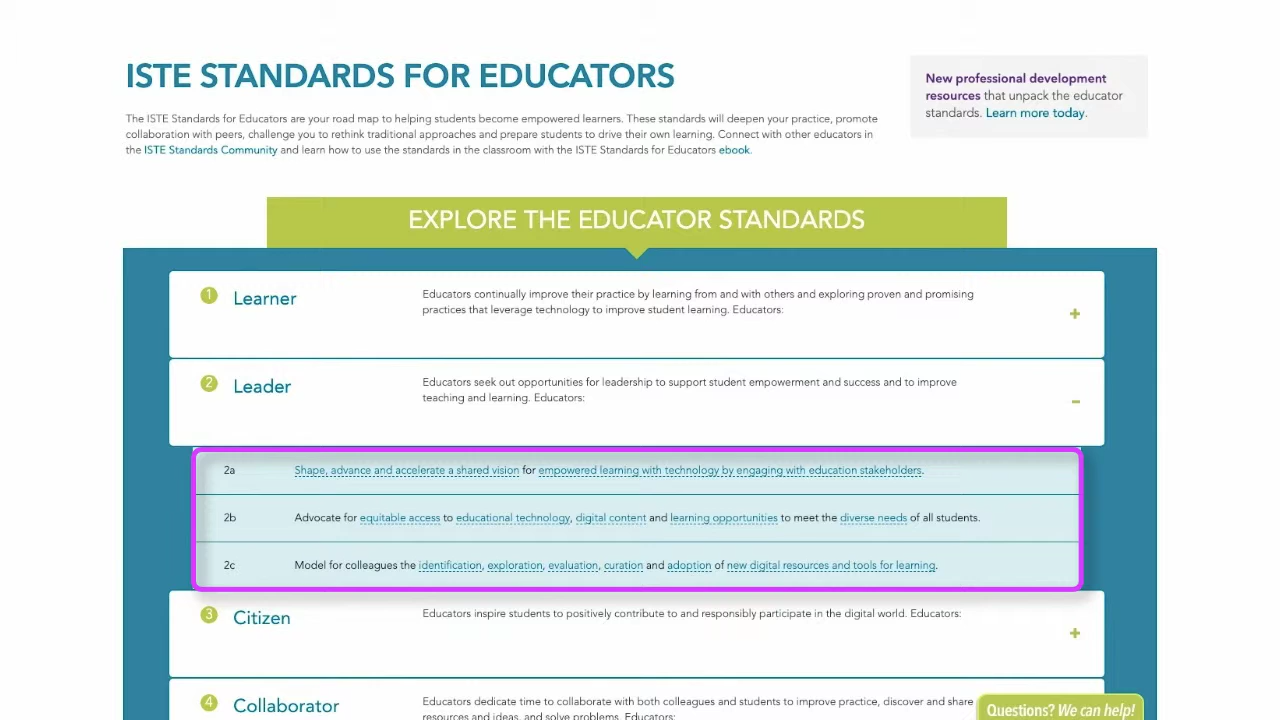 ISTE STANDARDS FOR EDUCATORS
The ISTE Standards for Educators are your road map to helping students become empowered learners. These standards will deepen your practice, promote
collaboration with peers, challenge you to rethink traditional approaches and prepare students to drive their own learning. Connect with other educators in
the ISTE Standards Community and learn how to use the standards in the classroom with the ISTE Standards for Educators ebook.
New professional development
resources that unpack the educator
standards. Learn more today.
EXPLORE THE EDUCATOR STANDARDS
1 Learner
Educators continually improve their practice by learning from and with others and exploring proven and promising
practices that leverage technology to improve student learning. Educators:
+
2 Leader
Educators seek out opportunities for leadership to support student empowerment and success and to improve
teaching and learning. Educators:
-
2a Shape, advance and accelerate a shared vision for empowered learning with technology by engaging with education stakeholders.
2b Advocate for equitable access to educational technology, digital content and learning opportunities to meet the diverse needs of all students.
2c Model for colleagues the identification, exploration, evaluation, curation and adoption of new digital resources and tools for learning.
3 Citizen
Educators inspire students to positively contribute to and responsibly participate in the digital world. Educators:
+
4 Collaborator
Educators dedicate time to collaborate with both colleagues and students to improve practice, discover and share
resources and ideas, and solve problems. Educators:
Questions? We can help!